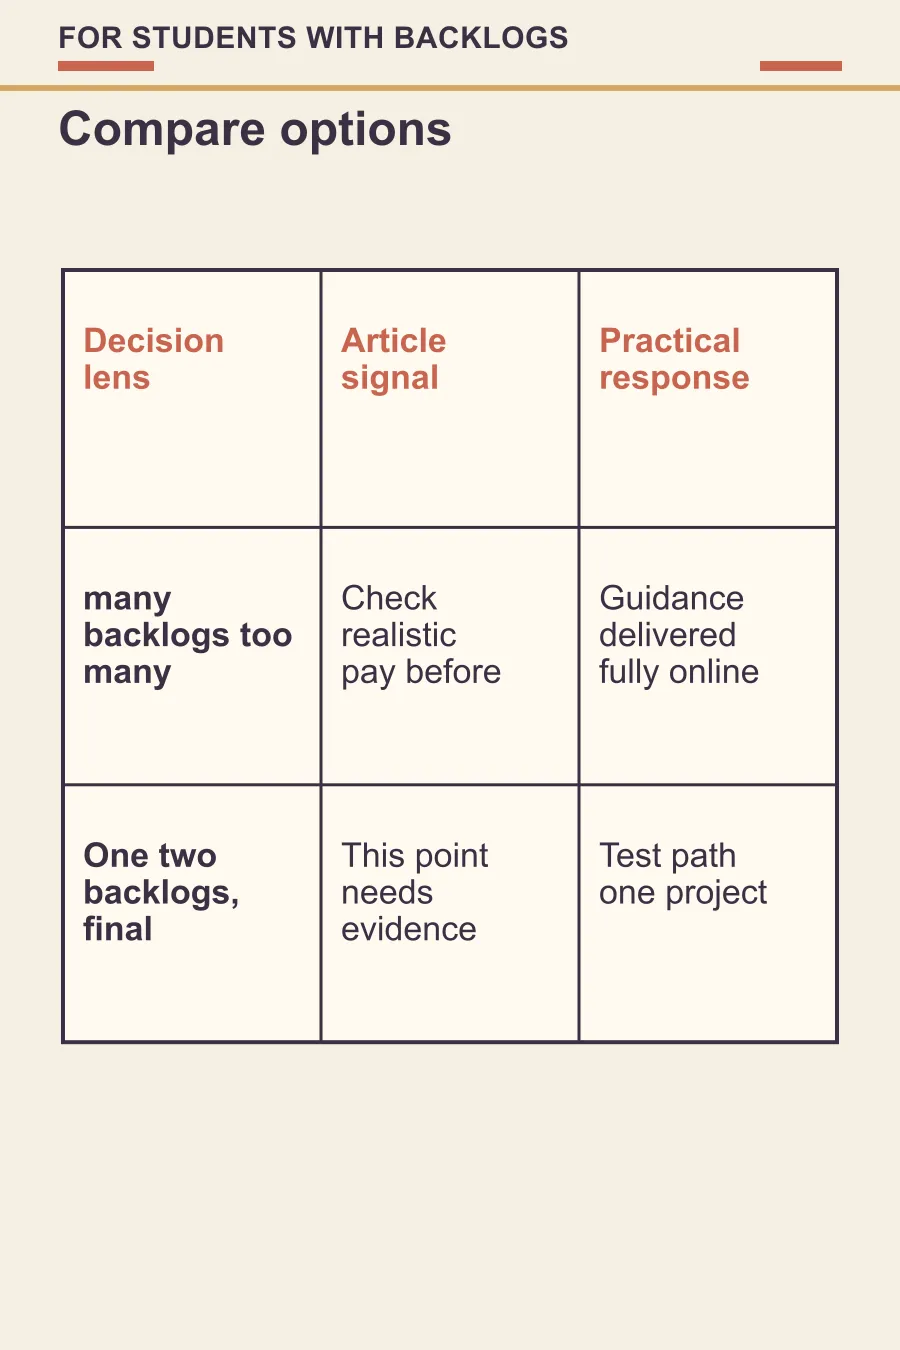 FOR STUDENTS WITH BACKLOGS
Compare options
Decision
lens
Article
signal
Practical
response
many
backlogs too
many
Check
realistic
pay before
Guidance
delivered
fully online
One two
backlogs,
final
This point
needs
evidence
Test path
one project